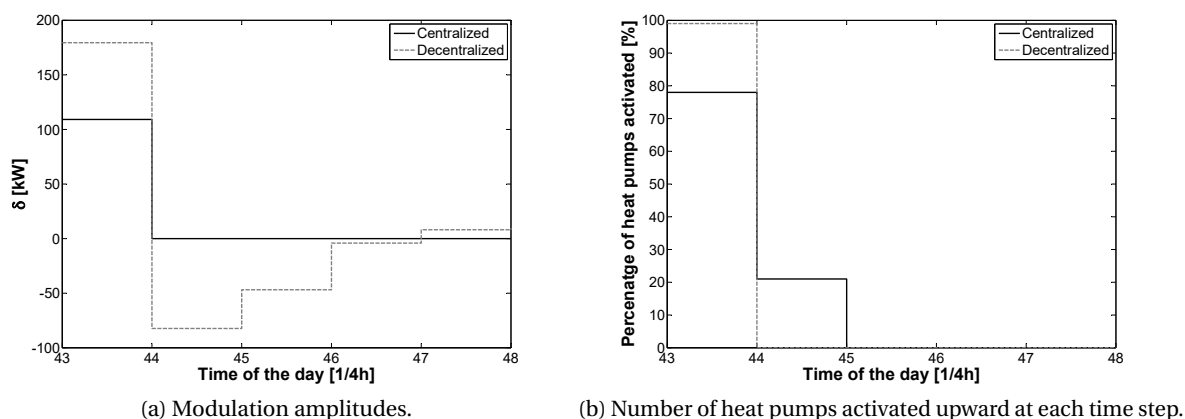 200
150
100
50
0
-50
-100
43 44 45 46 47 48
δ [kW]
Time of the day [1/4h]
Centralized
Decentralized
(a) Modulation amplitudes.
100
90
80
70
60
50
40
30
20
10
0
43 44 45 46 47 48
Percenatge of heat pumps activated [%]
Time of the day [1/4h]
Centralized
Decentralized
(b) Number of heat pumps activated upward at each time step.